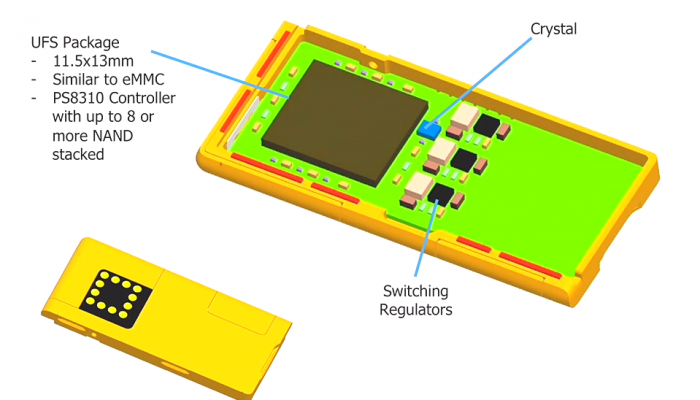 UFS Package
- 11.5x13mm
- Similar to eMMC
- PS8310 Controller
with up to 8 or
more NAND
stacked
Crystal
Switching
Regulators